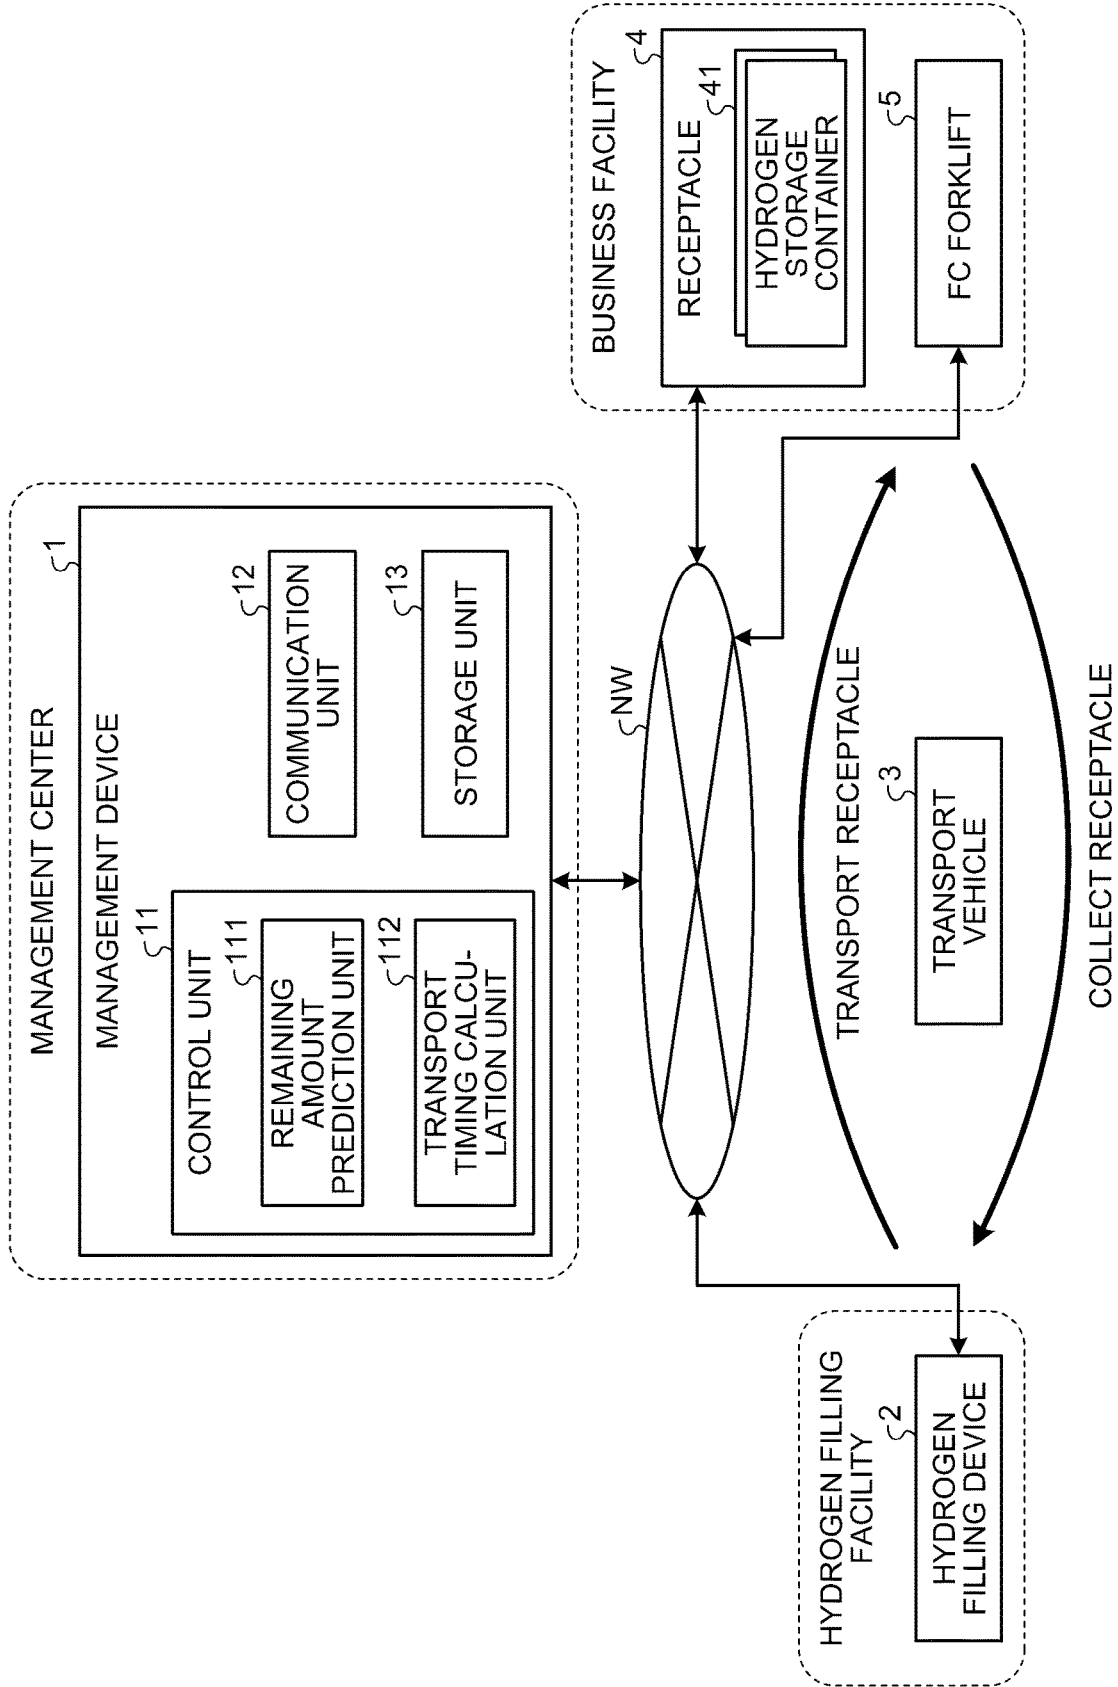 MANAGEMENT CENTER
1
MANAGEMENT DEVICE
11
CONTROL UNIT
111
REMAINING
AMOUNT
PREDICTION UNIT
112
TRANSPORT
TIMING CALCU-
LATION UNIT
12
COMMUNICATION
UNIT
13
STORAGE UNIT
NW
BUSINESS FACILITY
4
RECEPTACLE
41
HYDROGEN
STORAGE
CONTAINER
5
FC FORKLIFT
HYDROGEN FILLING
FACILITY
2
HYDROGEN
FILLING DEVICE
TRANSPORT RECEPTACLE
3
TRANSPORT
VEHICLE
COLLECT RECEPTACLE